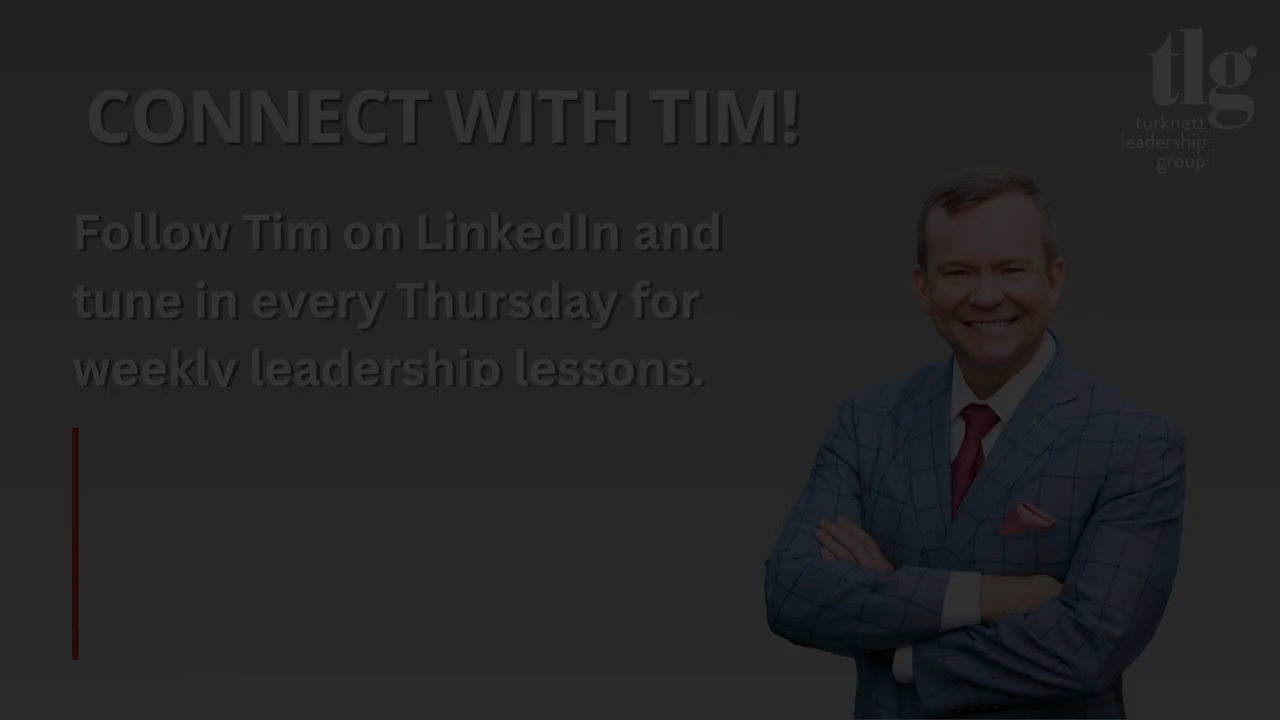 CONNECT WITH TIM!
Follow Tim on LinkedIn and
tune in every Thursday for
weekly leadership lessons.
tlg
turknett
leadership
group